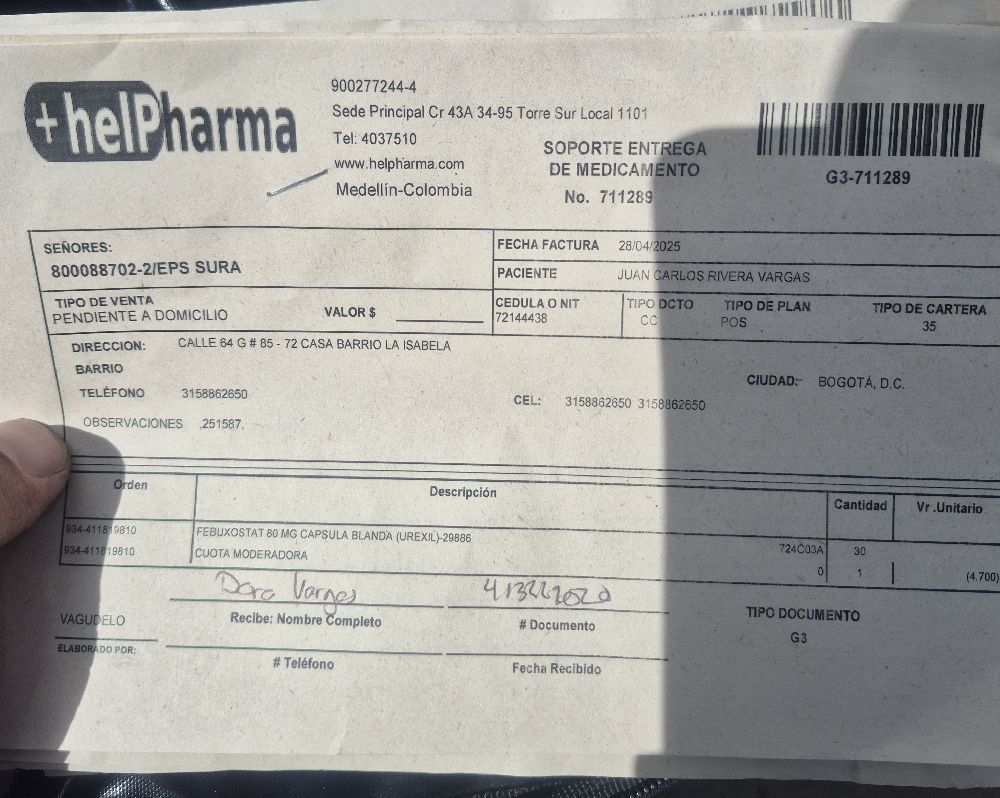 +helPharma
900277244-4
Sede Principal Cr 43A 34-95 Torre Sur Local 1101
Tel: 4037510
www.helpharma.com
Medellín-Colombia
SOPORTE ENTREGA
DE MEDICAMENTO
No. 711289
G3-711289
SEÑORES:
800088702-2/EPS SURA
FECHA FACTURA 28/04/2025
PACIENTE JUAN CARLOS RIVERA VARGAS
TIPO DE VENTA
PENDIENTE A DOMICILIO
VALOR $
CEDULA O NIT
72144438
TIPO DCTO
CC
TIPO DE PLAN
POS
TIPO DE CARTERA
35
DIRECCION: CALLE 64 G # 85 - 72 CASA BARRIO LA ISABELA
BARRIO
CIUDAD: BOGOTÁ, D.C.
TELÉFONO 3158862650
CEL: 3158862650 3158862650
OBSERVACIONES .251587,
Orden Descripción Cantidad Vr .Unitario
934-411819810 FEBUXOSTAT 80 MG CAPSULA BLANDA (UREXIL)-29886 724C03A 30
934-411819810 CUOTA MODERADORA 0 1 (4.700)
Dora Vargas
VAGUDELO
Recibe: Nombre Completo
# Documento
TIPO DOCUMENTO
G3
ELABORADO POR:
# Teléfono
Fecha Recibido